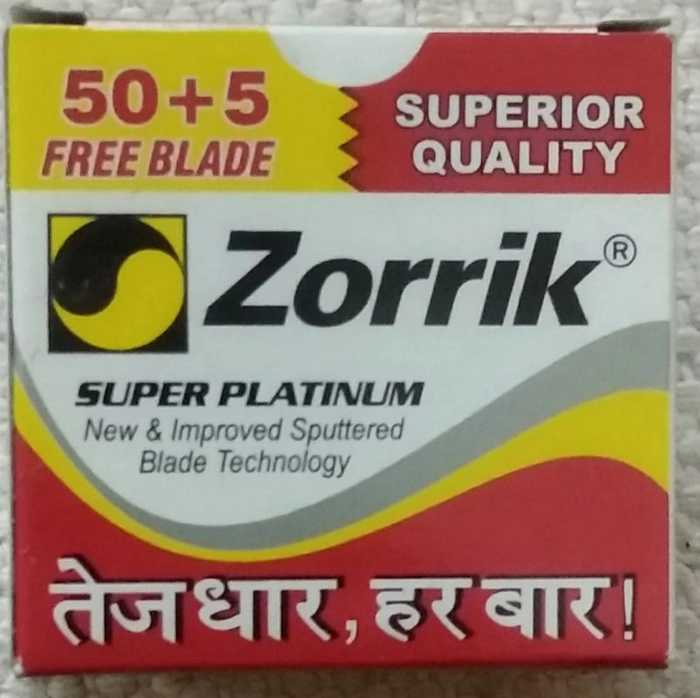 50+5
FREE BLADE
SUPERIOR
QUALITY
Zorrik®
SUPER PLATINUM
New & Improved Sputtered
Blade Technology
तेज धार, हर बार!